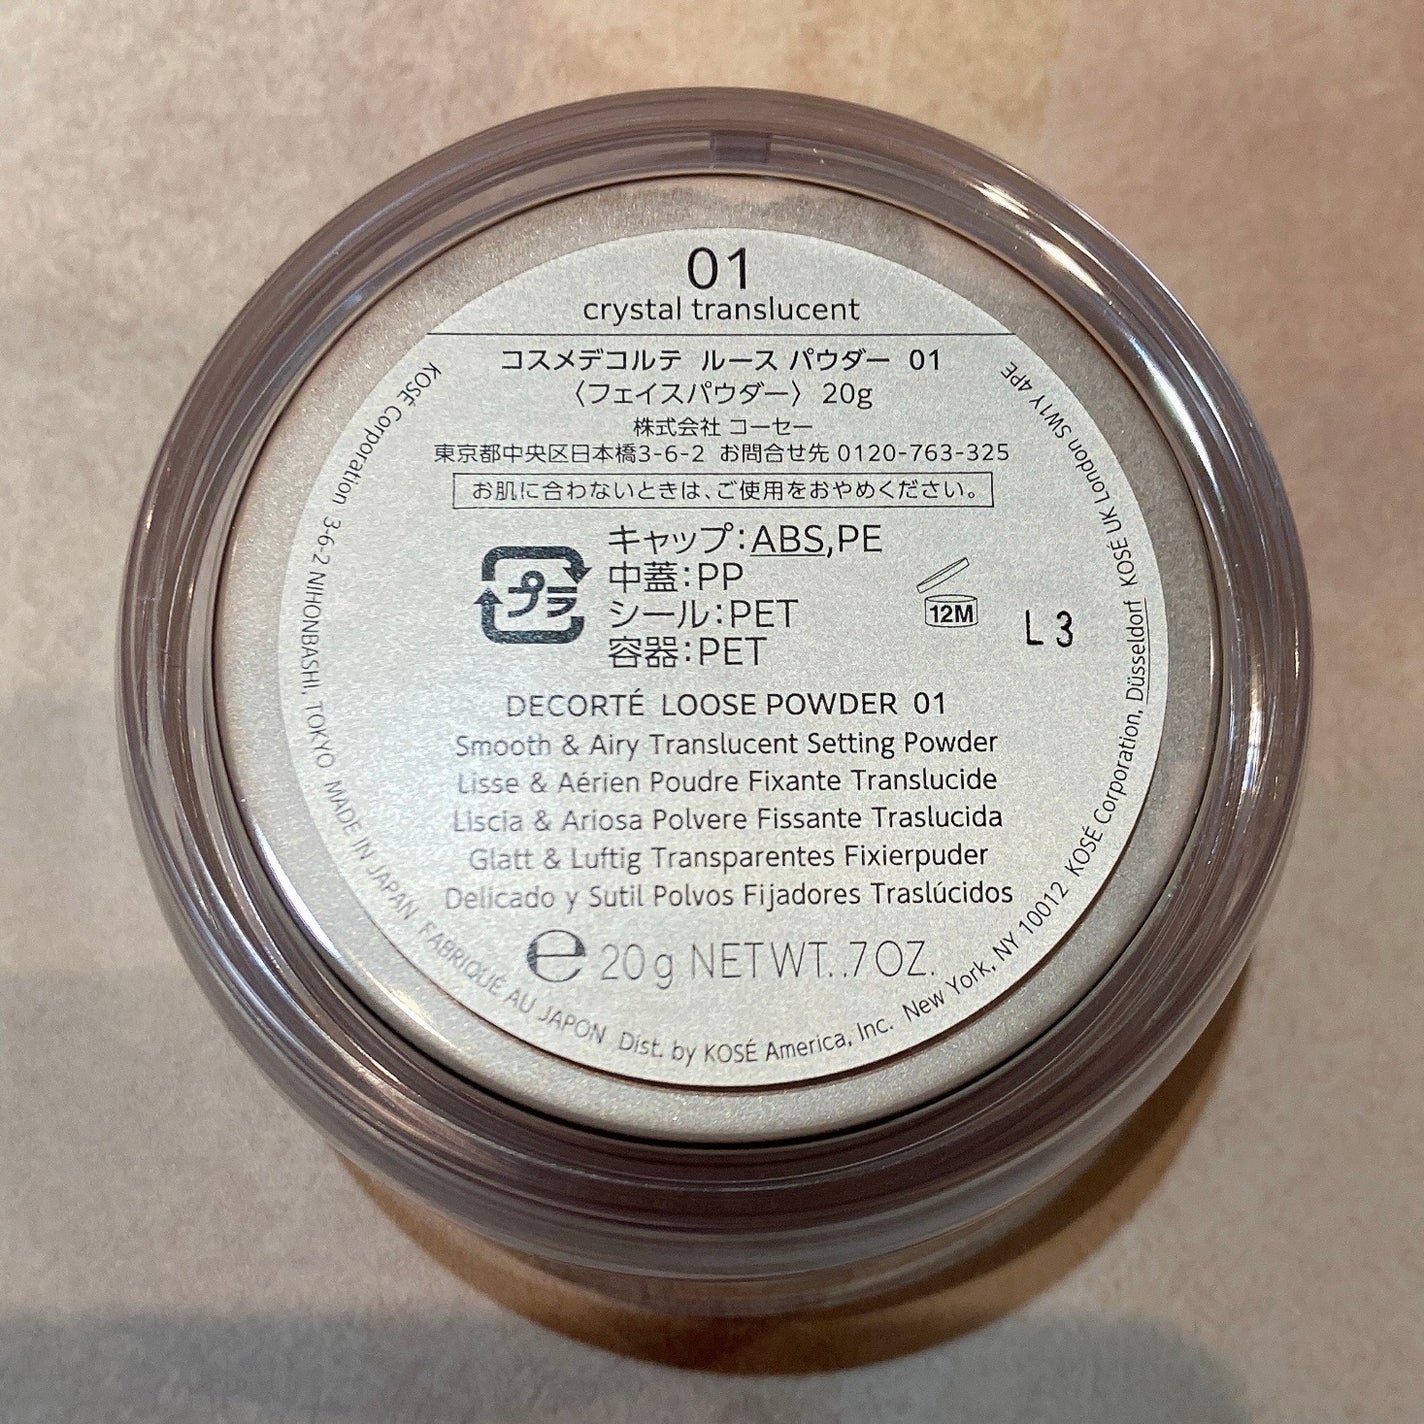 01
crystal translucent
コスメデコルテ ルース パウダー 01
〈フェイスパウダー〉 20g
株式会社 コーセー
東京都中央区日本橋3-6-2 お問合せ先 0120-763-325
お肌に合わないときは、ご使用をおやめください。
プラ
キャップ：ABS,PE
中蓋：PP
シール：PET
容器：PET
12M
L3
DECORTÉ LOOSE POWDER 01
Smooth & Airy Translucent Setting Powder
Lisse & Aérien Poudre Fixante Translucide
Liscia & Ariosa Polvere Fissante Traslucida
Glatt & Luftig Transparentes Fixierpuder
Delicado y Sutil Polvos Fijadores Traslúcidos
℮ 20g NET WT. .7 OZ.
KOSÉ Corporation 3-6-2 NIHONBASHI, TOKYO MADE IN JAPAN FABRIQUÉ AU JAPON Dist. by KOSÉ America, Inc. New York, NY 10012 KOSÉ Corporation, Düsseldorf KOSÉ UK London SW1Y 4PE